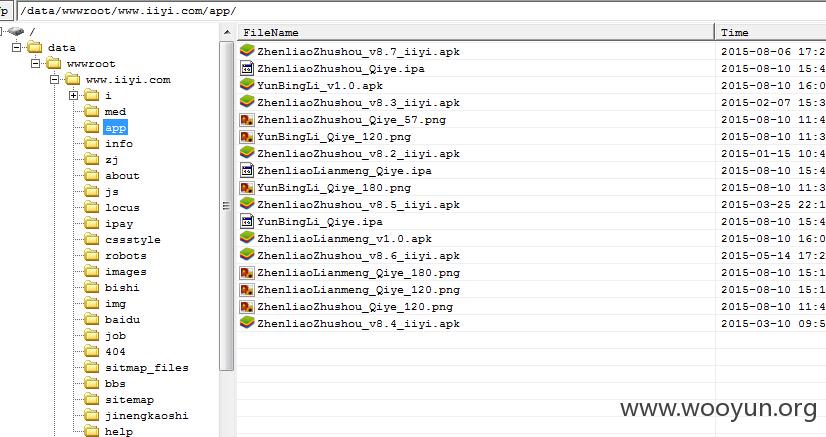 /data/wwwroot/www.iiyi.com/app/
/
data
wwwroot
www.iiyi.com
i
med
app
info
zj
about
js
locus
ipay
cssstyle
robots
images
bishi
img
baidu
job
404
sitmap_files
bbs
sitemap
jinengkaoshi
help
FileName Time
ZhenliaoZhushou_v8.7_iiyi.apk 2015-08-06 17:2
ZhenliaoZhushou_Qiye.ipa 2015-08-10 15:4
YunBingLi_v1.0.apk 2015-08-10 16:0
ZhenliaoZhushou_v8.3_iiyi.apk 2015-02-07 15:3
ZhenliaoZhushou_Qiye_57.png 2015-08-10 11:4
YunBingLi_Qiye_120.png 2015-08-10 11:3
ZhenliaoZhushou_v8.2_iiyi.apk 2015-01-15 10:4
ZhenliaoLianmeng_Qiye.ipa 2015-08-10 15:4
YunBingLi_Qiye_180.png 2015-08-10 11:3
ZhenliaoZhushou_v8.5_iiyi.apk 2015-03-25 22:1
YunBingLi_Qiye.ipa 2015-08-10 15:4
ZhenliaoLianmeng_v1.0.apk 2015-08-10 16:0
ZhenliaoZhushou_v8.6_iiyi.apk 2015-05-14 17:2
ZhenliaoLianmeng_Qiye_180.png 2015-08-10 15:1
ZhenliaoLianmeng_Qiye_120.png 2015-08-10 15:1
ZhenliaoZhushou_Qiye_120.png 2015-08-10 11:4
ZhenliaoZhushou_v8.4_iiyi.apk 2015-03-10 09:5
www.wooyun.org